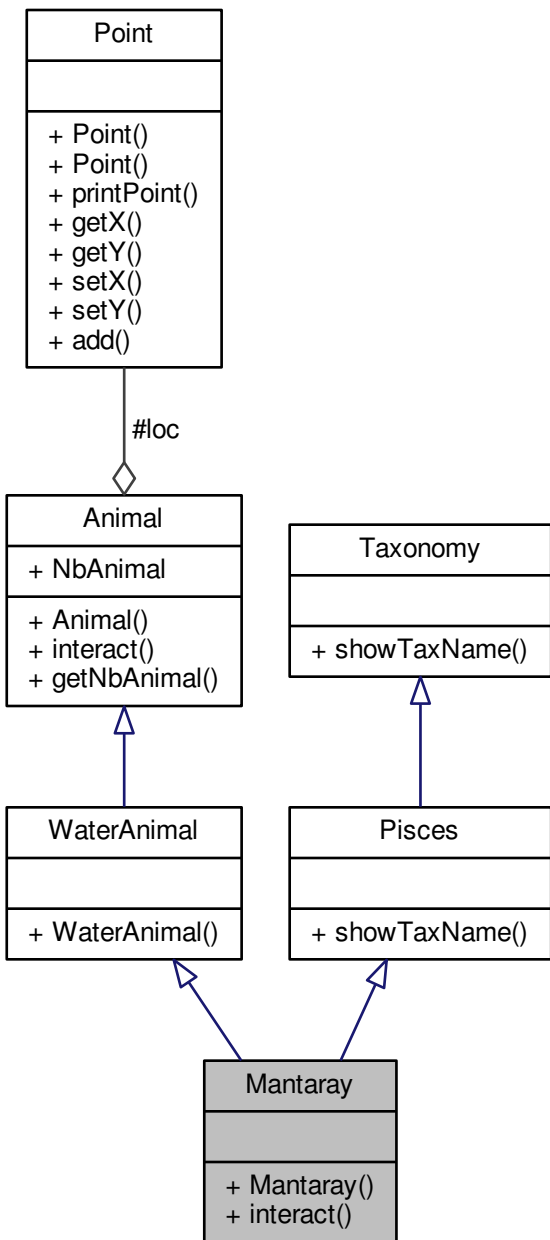 Point
+ Point()
+ Point()
+ printPoint()
+ getX()
+ getY()
+ setX()
+ setY()
+ add()
#loc
Animal
+ NbAnimal
+ Animal()
+ interact()
+ getNbAnimal()
Taxonomy
+ showTaxName()
WaterAnimal
+ WaterAnimal()
Pisces
+ showTaxName()
Mantaray
+ Mantaray()
+ interact()